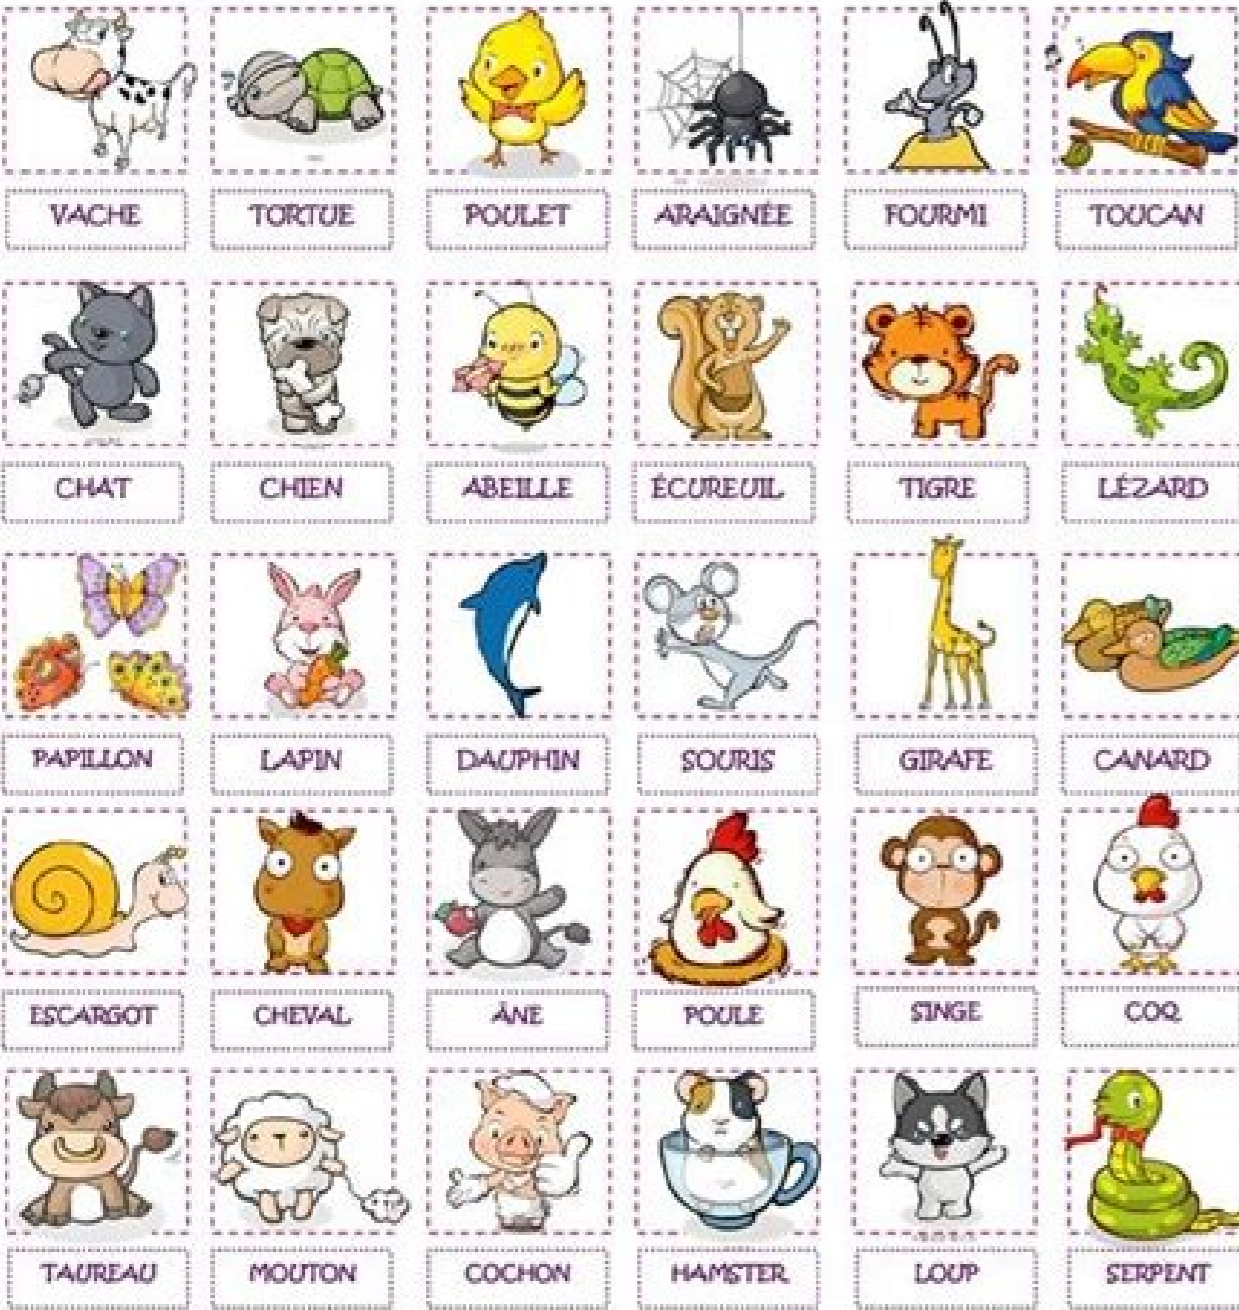 VACHE TORTUE POULET ARAIGNÉE FOURMI TOUCAN
CHAT CHIEN ABEILLE ÉCUREUIL TIGRE LÉZARD
PAPILLON LAPIN DAUPHIN SOURIS GIRAFE CANARD
ESCARGOT CHEVAL ÂNE POULE SINGE COQ
TAUREAU MOUTON COCHON HAMSTER LOUP SERPENT